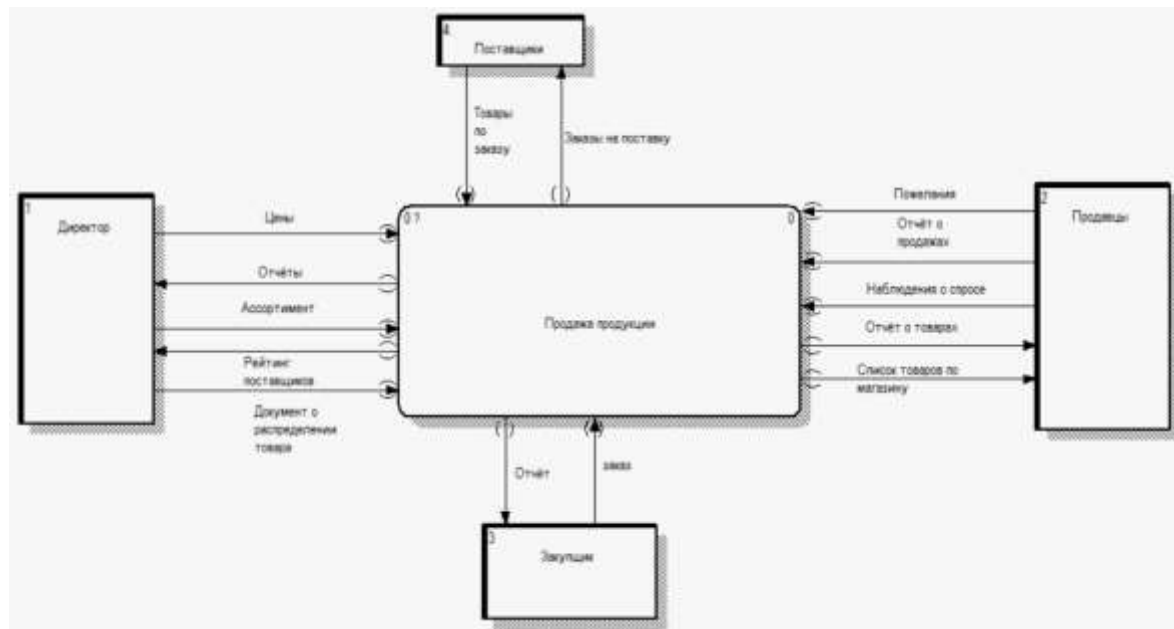 4
Поставщики
Товары
по
заказу
Заказы на поставку
1
Директор
Цены
Отчёты
Ассортимент
Рейтинг
поставщиков
Документ о
распределении
товара
0 ?
0
Продажа продукции
2
Продавцы
Пожелания
Отчёт о
продажах
Наблюдения о спросе
Отчёт о товарах
Список товаров по
магазину
Отчёт
заказ
3
Закупщик